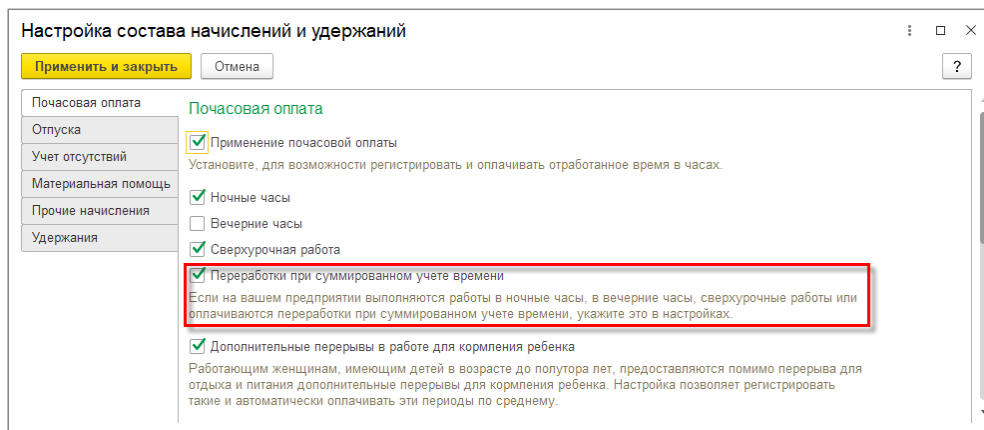 Настройка состава начислений и удержаний
Применить и закрыть
Отмена
?
Почасовая оплата
Отпуска
Учет отсутствий
Материальная помощь
Прочие начисления
Удержания
Почасовая оплата
Применение почасовой оплаты
Установите, для возможности регистрировать и оплачивать отработанное время в часах.
Ночные часы
Вечерние часы
Сверхурочная работа
Переработки при суммированном учете времени
Если на вашем предприятии выполняются работы в ночные часы, в вечерние часы, сверхурочные работы или
оплачиваются переработки при суммированном учете времени, укажите это в настройках.
Дополнительные перерывы в работе для кормления ребенка
Работающим женщинам, имеющим детей в возрасте до полутора лет, предоставляются помимо перерыва для
отдыха и питания дополнительные перерывы для кормления ребенка. Настройка позволяет регистрировать
такие и автоматически оплачивать эти периоды по среднему.